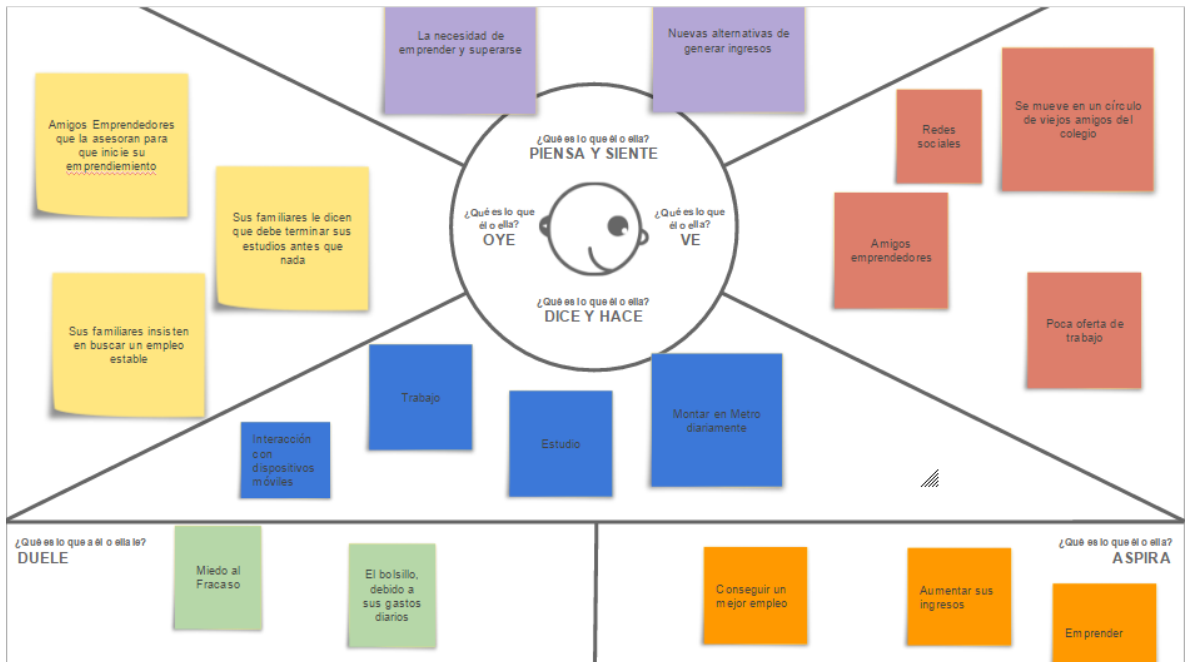 La necesidad de
emprender y superarse
Nuevas alternativas de
generar ingresos
Amigos Emprendedores
que la asesoran para
que inicie su
emprendiemiento
Sus familiares le dicen
que debe terminar sus
estudios antes que
nada
Sus familiares insisten
en buscar un empleo
estable
¿Qué es lo que él o ella?
PIENSA Y SIENTE
¿Qué es lo que
él o ella?
OYE
¿Qué es lo que
él o ella?
VE
¿Qué es lo que él o ella?
DICE Y HACE
Redes
sociales
Se mueve en un círculo
de viejos amigos del
colegio
Amigos
emprendedores
Poca oferta de
trabajo
Interacción
con
dispositivos
móviles
Trabajo
Estudio
Montar en Metro
diariamente
¿Qué es lo que a él o ella le?
DUELE
Miedo al
Fracaso
El bolsillo,
debido a
sus gastos
diarios
¿Qué es lo que él o ella?
ASPIRA
Conseguir un
mejor empleo
Aumentar sus
ingresos
Emprender